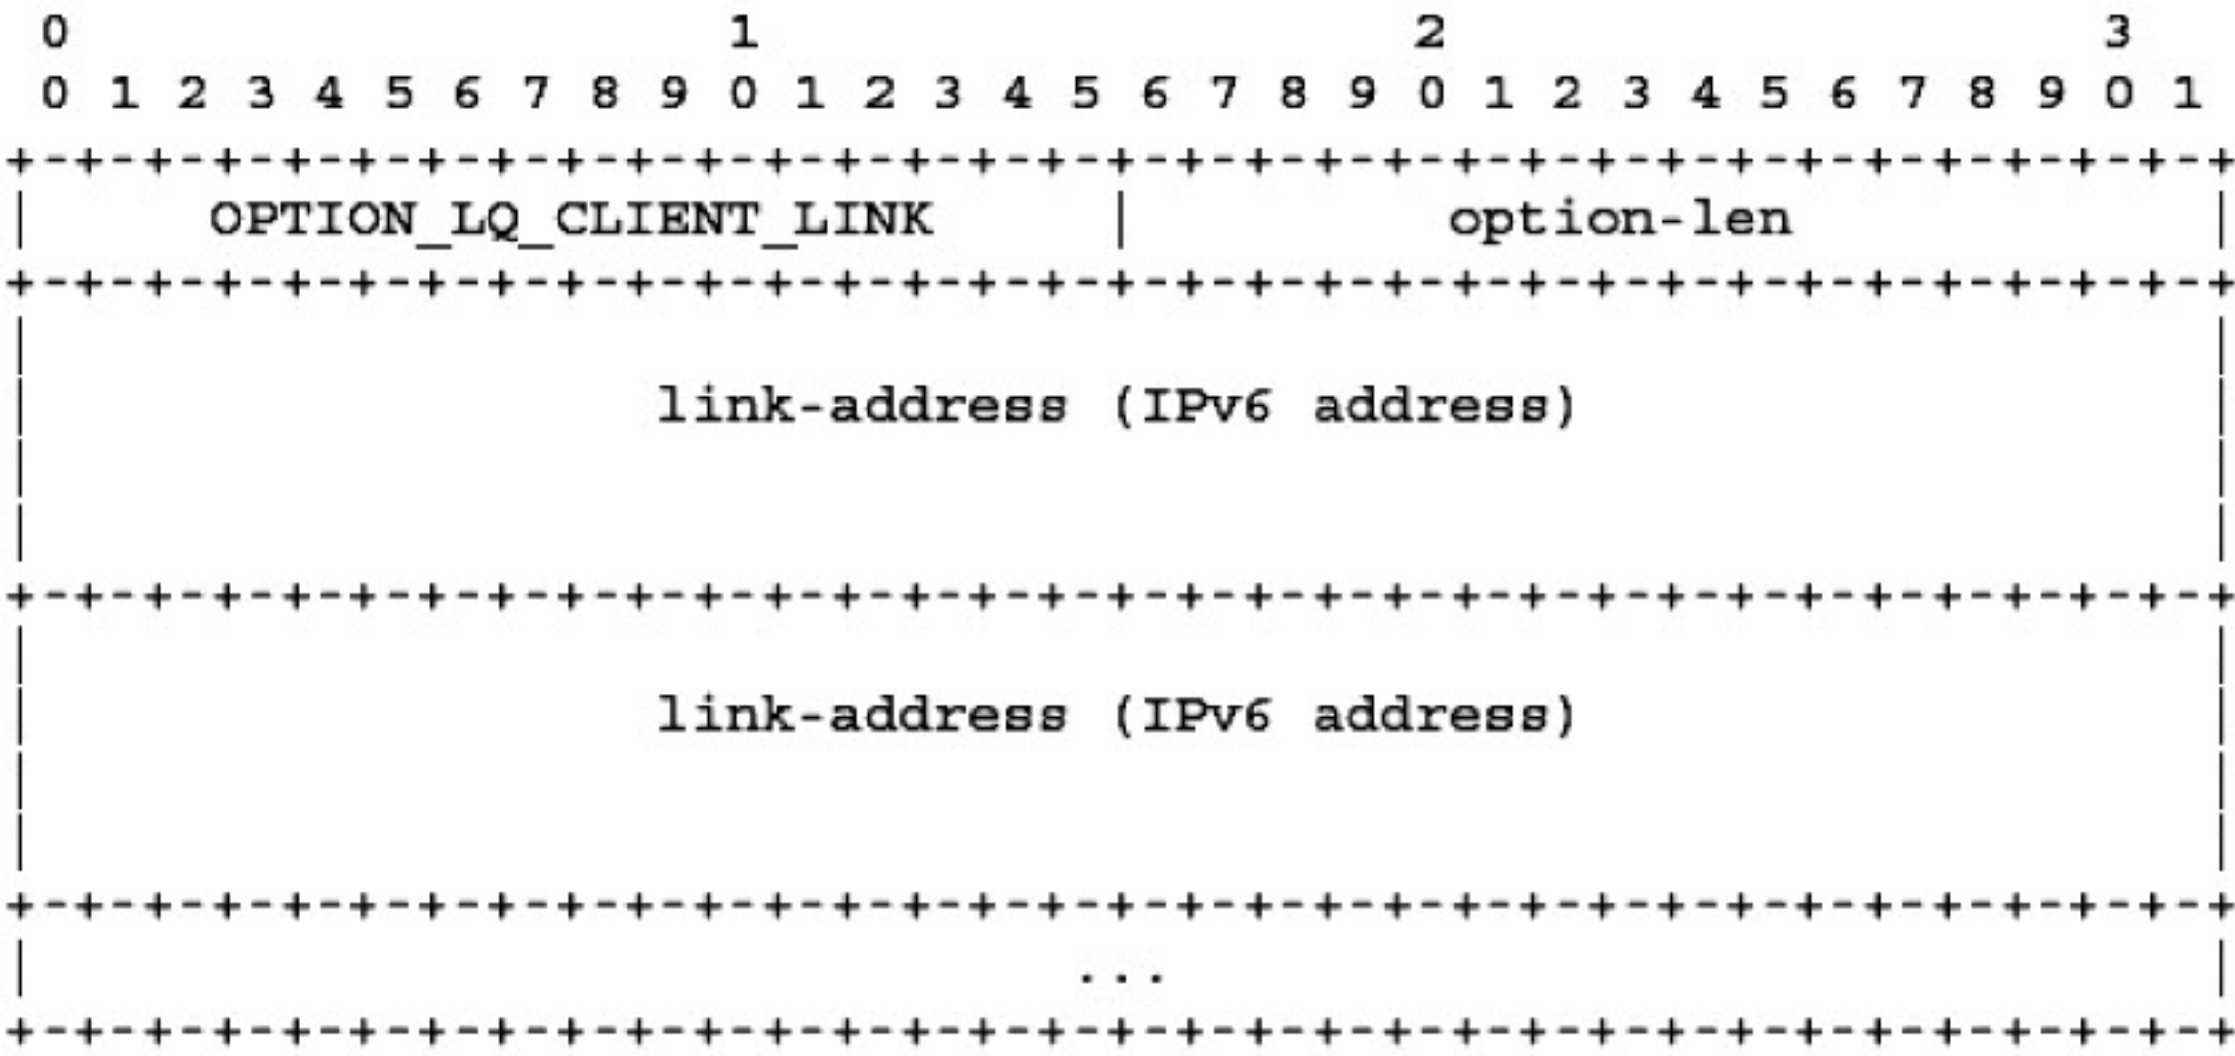 0                   1                   2                   3
0 1 2 3 4 5 6 7 8 9 0 1 2 3 4 5 6 7 8 9 0 1 2 3 4 5 6 7 8 9 0 1
+-+-+-+-+-+-+-+-+-+-+-+-+-+-+-+-+-+-+-+-+-+-+-+-+-+-+-+-+-+-+-+-+
|     OPTION_LQ_CLIENT_LINK     |         option-len            |
+-+-+-+-+-+-+-+-+-+-+-+-+-+-+-+-+-+-+-+-+-+-+-+-+-+-+-+-+-+-+-+-+
|                                                               |
|                  link-address (IPv6 address)                  |
|                                                               |
|                                                               |
+-+-+-+-+-+-+-+-+-+-+-+-+-+-+-+-+-+-+-+-+-+-+-+-+-+-+-+-+-+-+-+-+
|                                                               |
|                  link-address (IPv6 address)                  |
|                                                               |
|                                                               |
+-+-+-+-+-+-+-+-+-+-+-+-+-+-+-+-+-+-+-+-+-+-+-+-+-+-+-+-+-+-+-+-+
|                              ...                              |
+-+-+-+-+-+-+-+-+-+-+-+-+-+-+-+-+-+-+-+-+-+-+-+-+-+-+-+-+-+-+-+-+